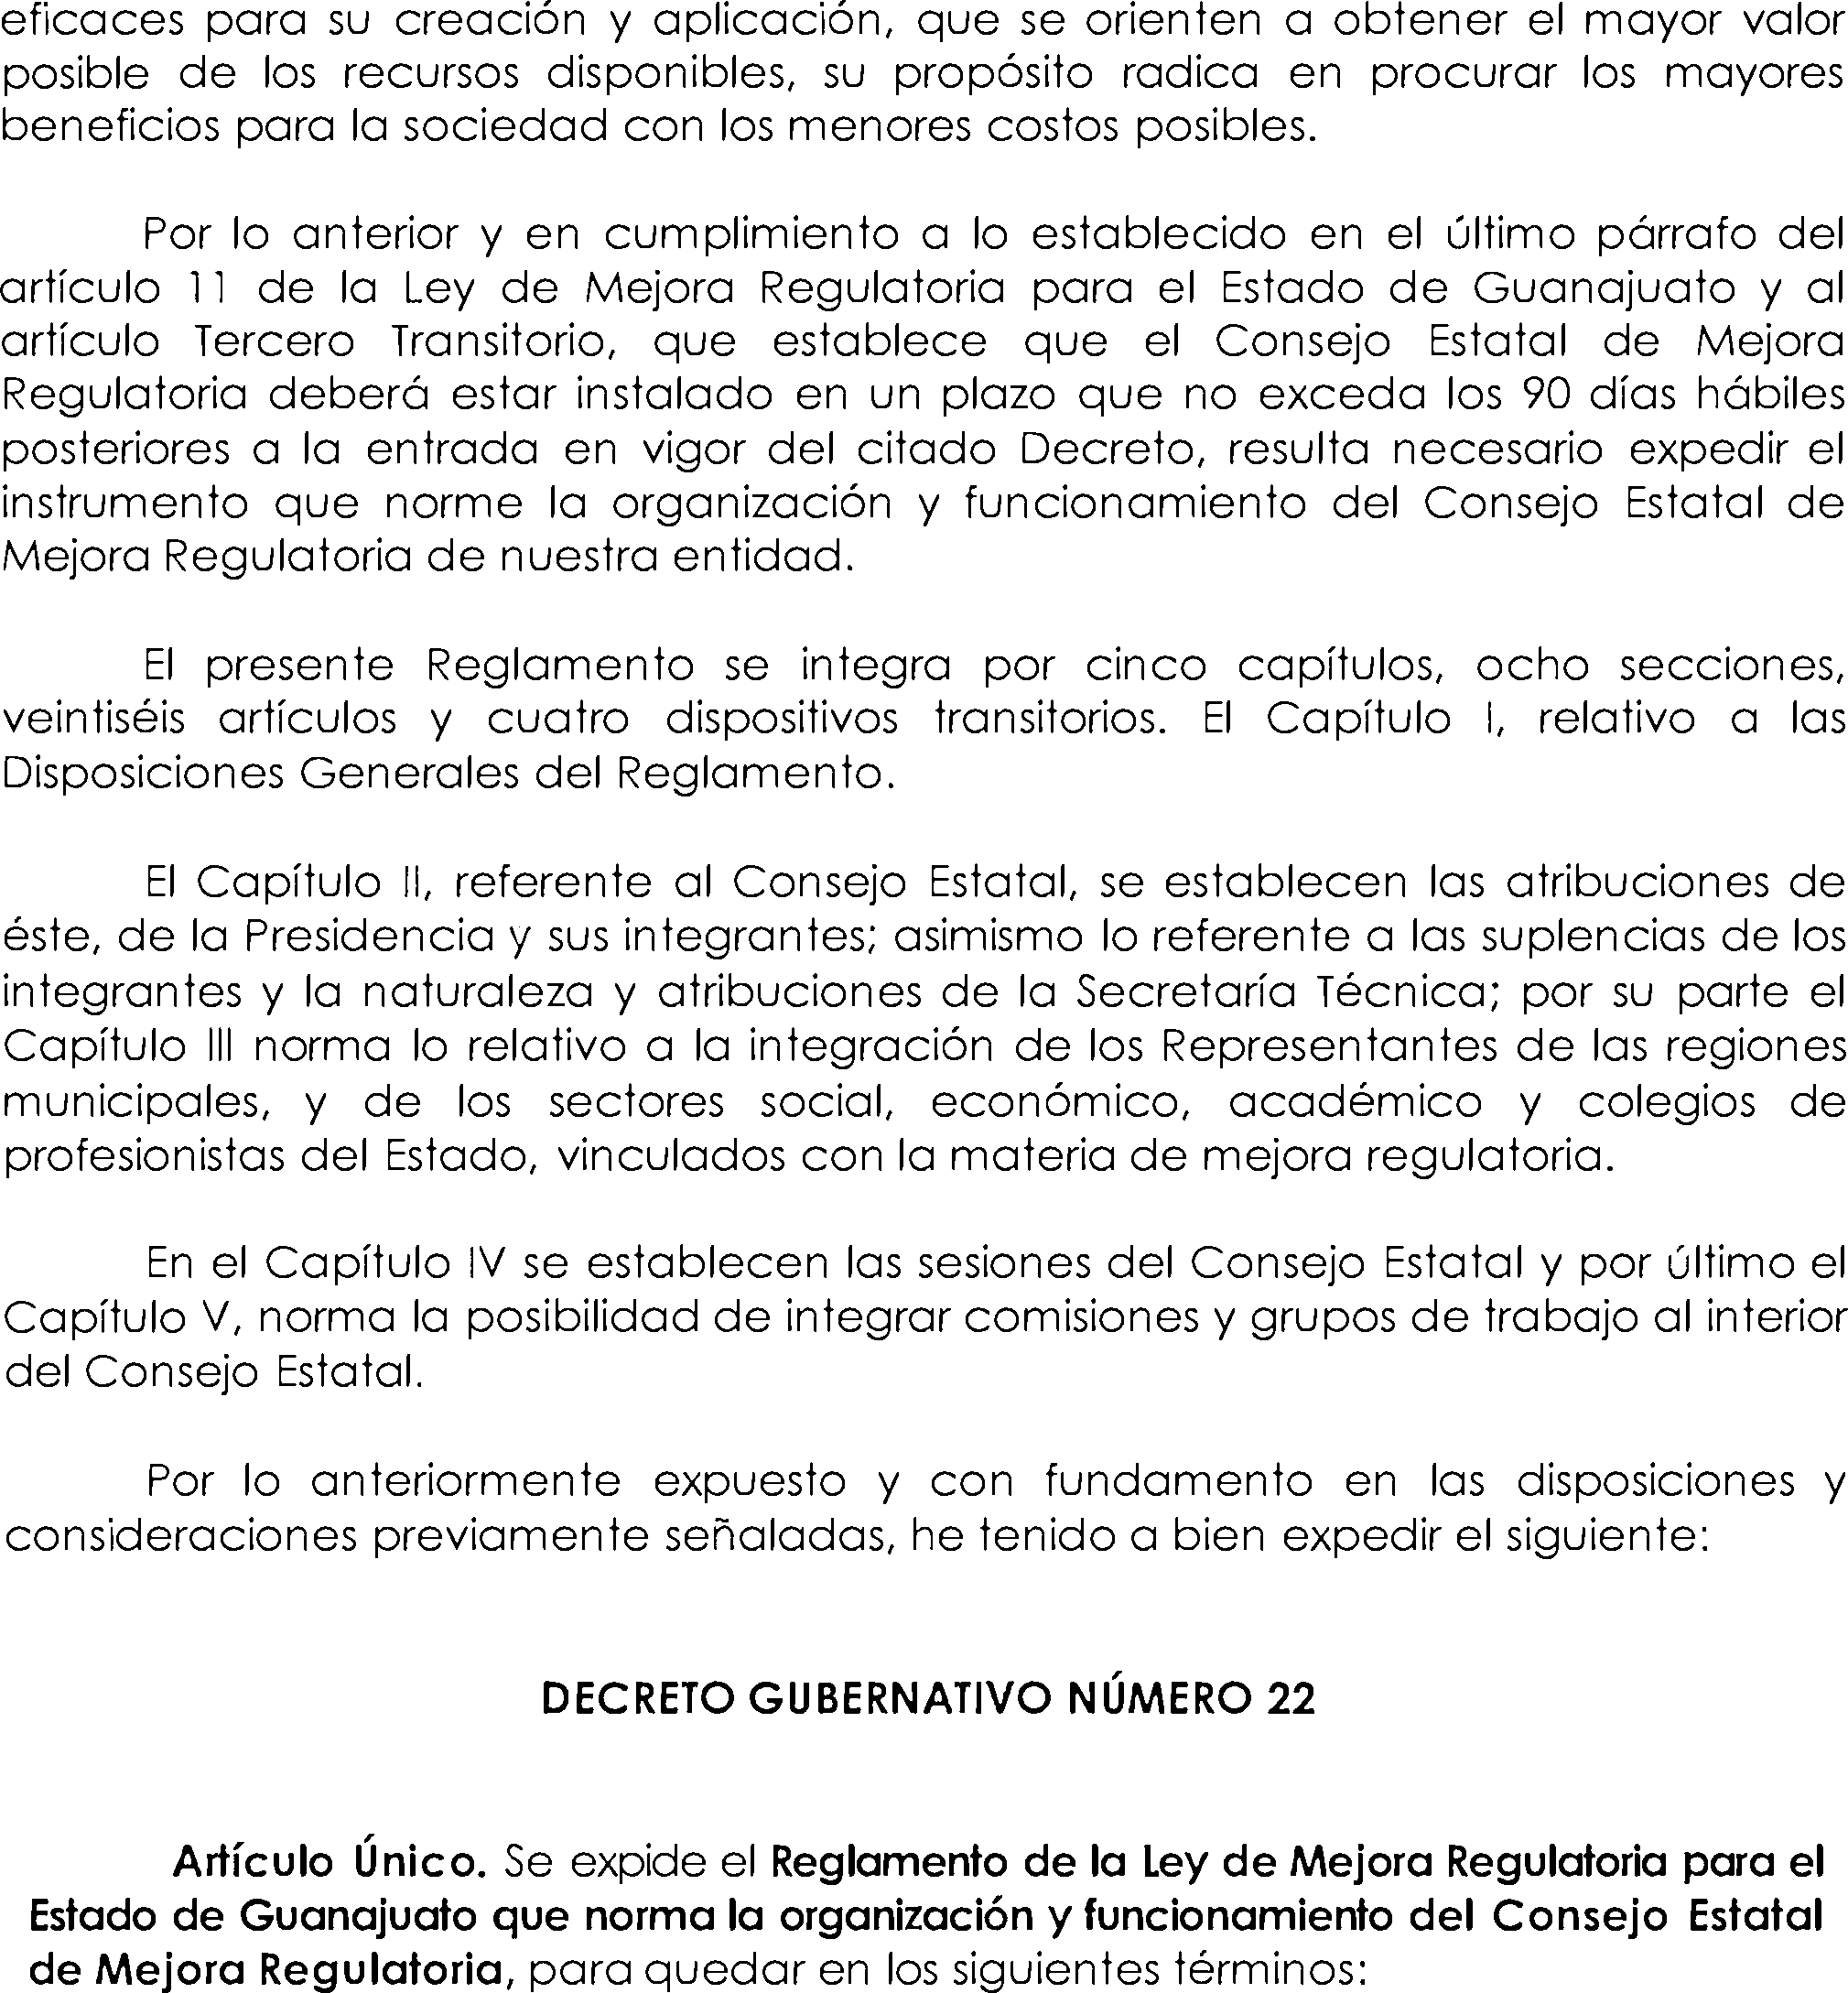 eficaces para su creación y aplicación, que se orienten a obtener el mayor valor
posible de los recursos disponibles, su propósito radica en procurar los mayores
beneficios para la sociedad con los menores costos posibles.
Por lo anterior y en cumplimiento a lo establecido en el último párrafo del
artículo 11 de la Ley de Mejora Regulatoria para el Estado de Guanajuato y al
artículo Tercero Transitorio, que establece que el Consejo Estatal de Mejora
Regulatoria deberá estar instalado en un plazo que no exceda los 90 días hábiles
posteriores a la entrada en vigor del citado Decreto, resulta necesario expedir el
instrumento que norme la organización y funcionamiento del Consejo Estatal de
Mejora Regulatoria de nuestra entidad.
El presente Reglamento se integra por cinco capítulos, ocho secciones,
veintiséis artículos y cuatro dispositivos transitorios. El Capítulo I, relativo a las
Disposiciones Generales del Reglamento.
El Capítulo II, referente al Consejo Estatal, se establecen las atribuciones de
éste, de la Presidencia y sus integrantes; asimismo lo referente a las suplencias de los
integrantes y la naturaleza y atribuciones de la Secretaría Técnica; por su parte el
Capítulo III norma lo relativo a la integración de los Representantes de las regiones
municipales, y de los sectores social, económico, académico y colegios de
profesionistas del Estado, vinculados con la materia de mejora regulatoria.
En el Capítulo IV se establecen las sesiones del Consejo Estatal y por último el
Capítulo V, norma la posibilidad de integrar comisiones y grupos de trabajo al interior
del Consejo Estatal.
Por lo anteriormente expuesto y con fundamento en las disposiciones y
consideraciones previamente señaladas, he tenido a bien expedir el siguiente:
DECRETO GUBERNATIVO NÚMERO 22
Artículo Único. Se expide el Reglamento de la Ley de Mejora Regulatoria para el
Estado de Guanajuato que norma la organización y funcionamiento del Consejo Estatal
de Mejora Regulatoria, para quedar en los siguientes términos: